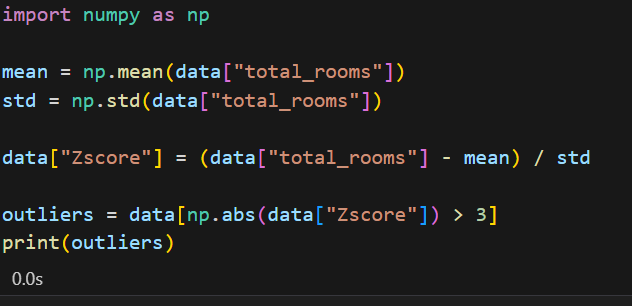 import numpy as np
mean = np.mean(data["total_rooms"])
std = np.std(data["total_rooms"])
data["Zscore"] = (data["total_rooms"] - mean) / std
outliers = data[np.abs(data["Zscore"]) > 3]
print(outliers)
0.0s